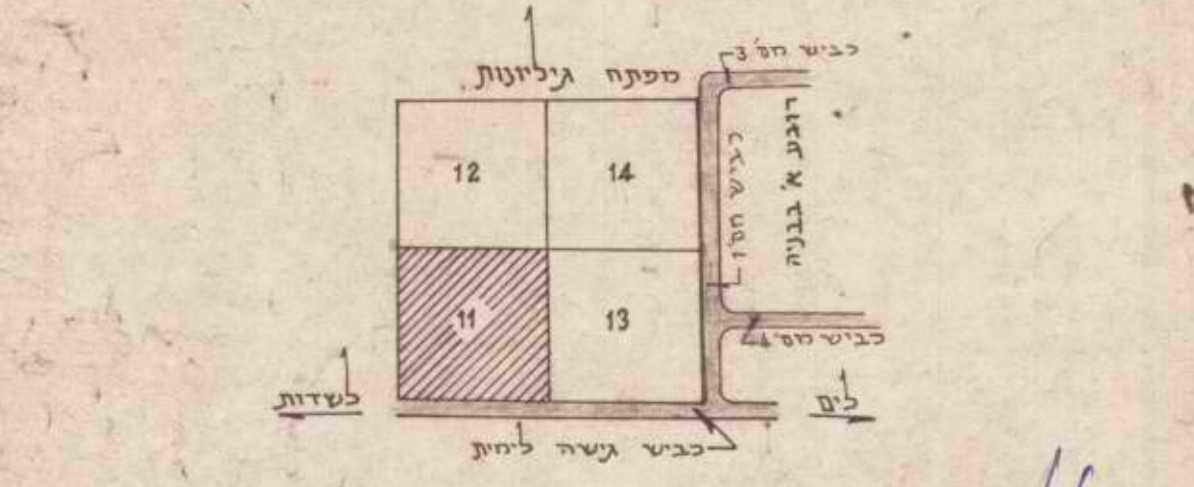 כביש מס' 3
מפתח גיליונות
12
14
כביש מס' 1
רובע א' בבניה
11
13
כביש מס' 4
לשדות
לים
כביש גישה לימית